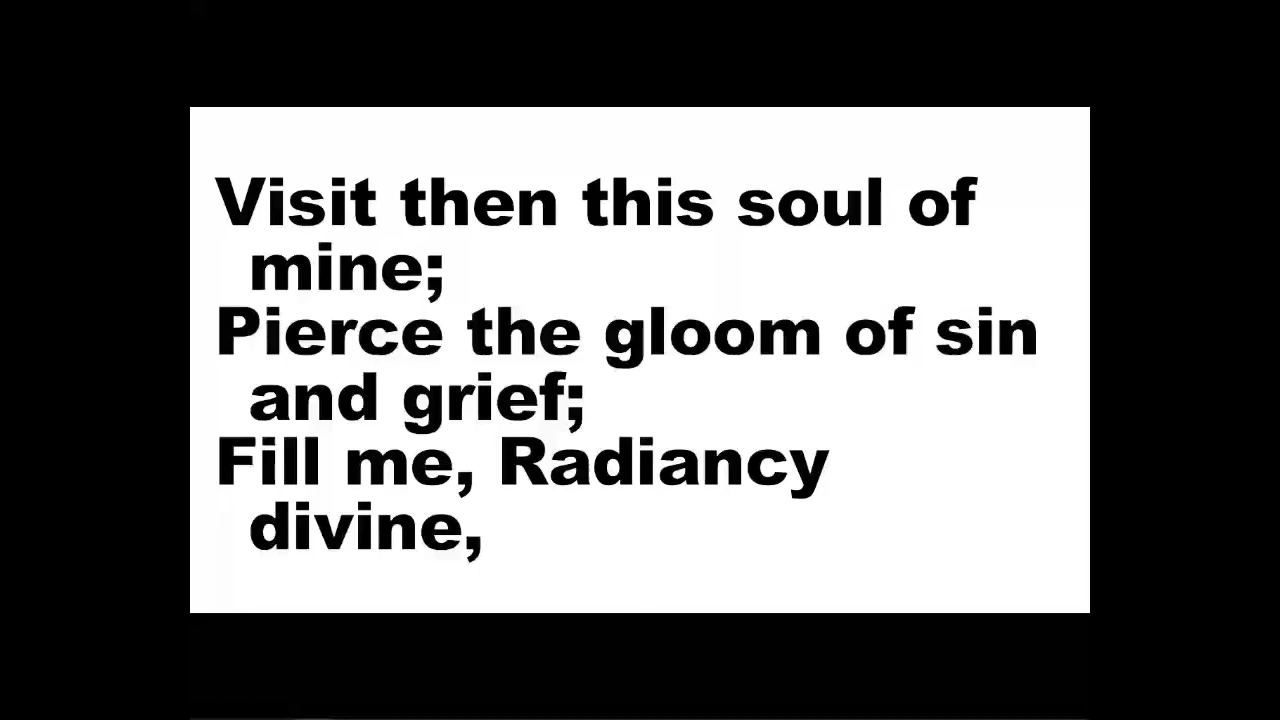 Visit then this soul of
mine;
Pierce the gloom of sin
and grief;
Fill me, Radiancy
divine,